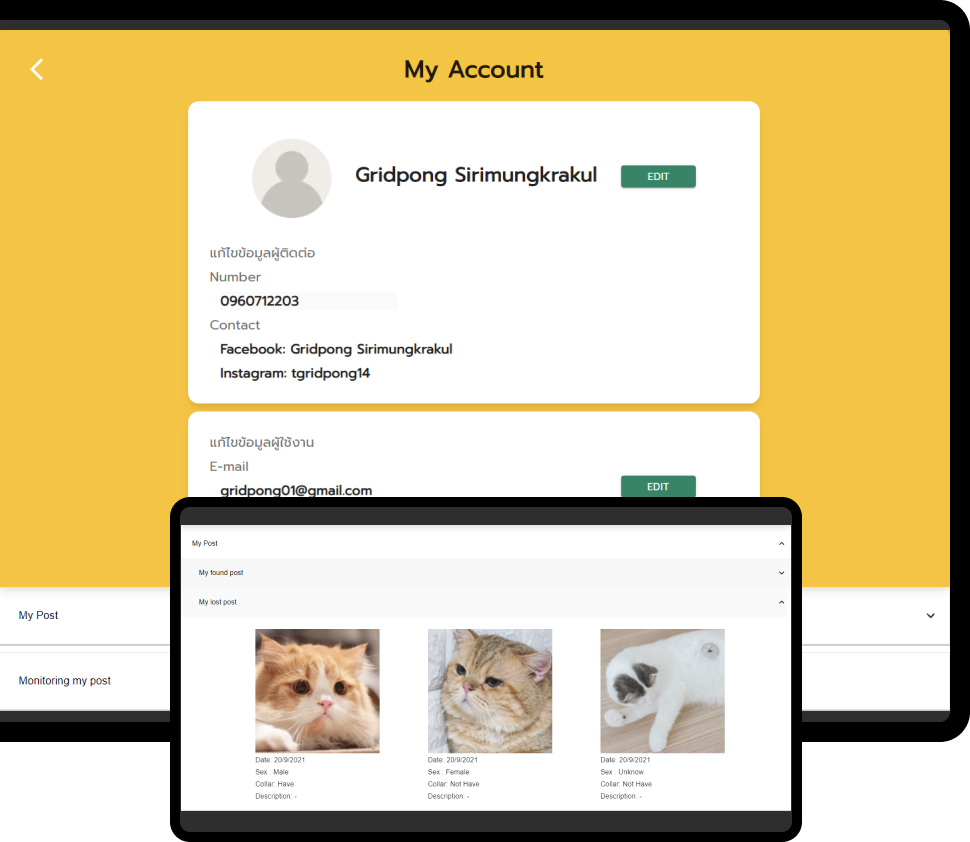 My Account
Gridpong Sirimungkrakul
EDIT
แก้ไขข้อมูลผู้ติดต่อ
Number
0960712203
Contact
Facebook: Gridpong Sirimungkrakul
Instagram: tgridpong14
แก้ไขข้อมูลผู้ใช้งาน
E-mail
gridpong01@gmail.com
EDIT
My Post
Monitoring my post
My Post
My found post
My lost post
Date: 20/9/2021
Sex : Male
Collar: Have
Description: -
Date: 20/9/2021
Sex : Female
Collar: Not Have
Description: -
Date: 20/9/2021
Sex : Unknow
Collar: Not Have
Description: -